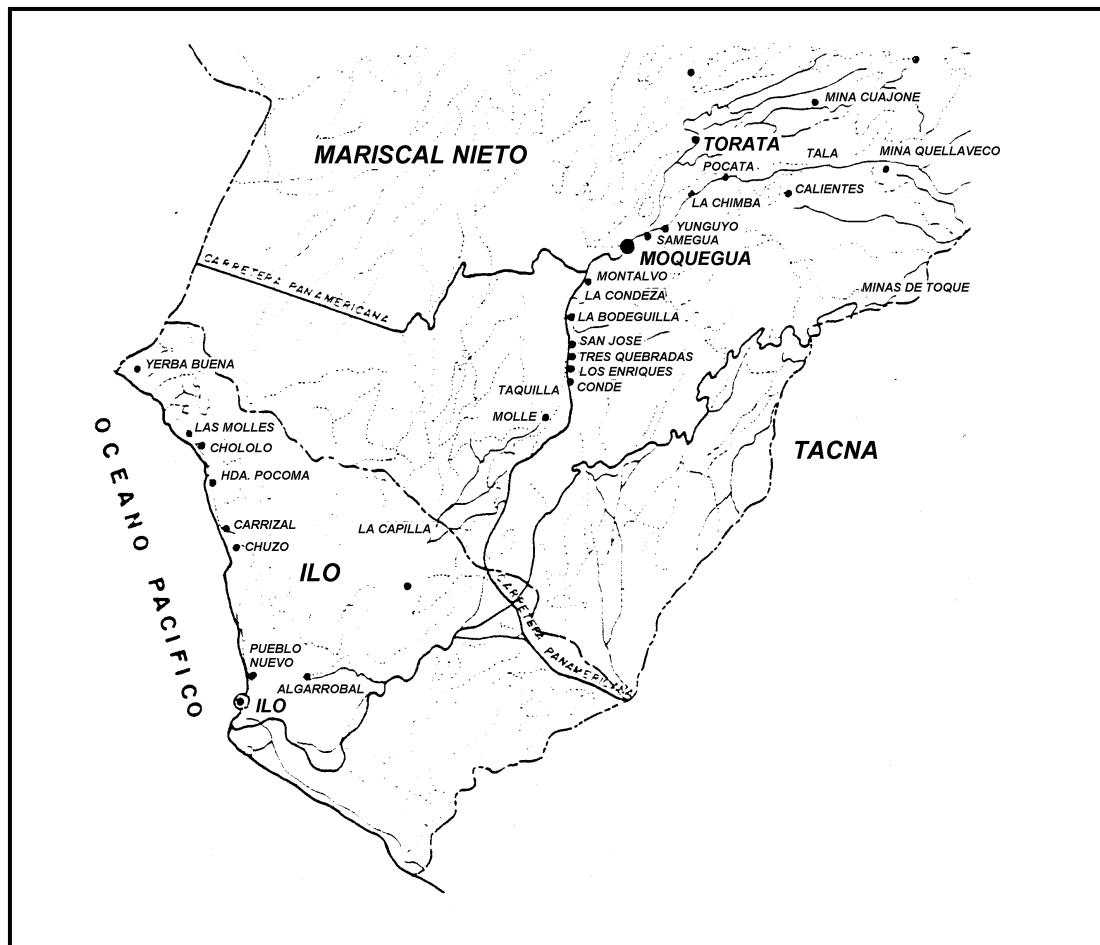 MINA CUAJONE
TORATA
MARISCAL NIETO
MINA QUELLAVECO
TALA
POCATA
CALIENTES
LA CHIMBA
YUNGUYO
SAMEGUA
MOQUEGUA
CARRETERA PANAMERICANA
MONTALVO
MINAS DE TOQUE
LA CONDEZA
LA BODEGUILLA
SAN JOSE
TRES QUEBRADAS
YERBA BUENA
LOS ENRIQUES
TAQUILLA
CONDE
MOLLE
LAS MOLLES
CHOLOLO
TACNA
OCEANO PACIFICO
HDA. POCOMA
CARRIZAL
LA CAPILLA
CHUZO
ILO
CARRETERA PANAMERICANA
PUEBLO
NUEVO
ALGARROBAL
ILO